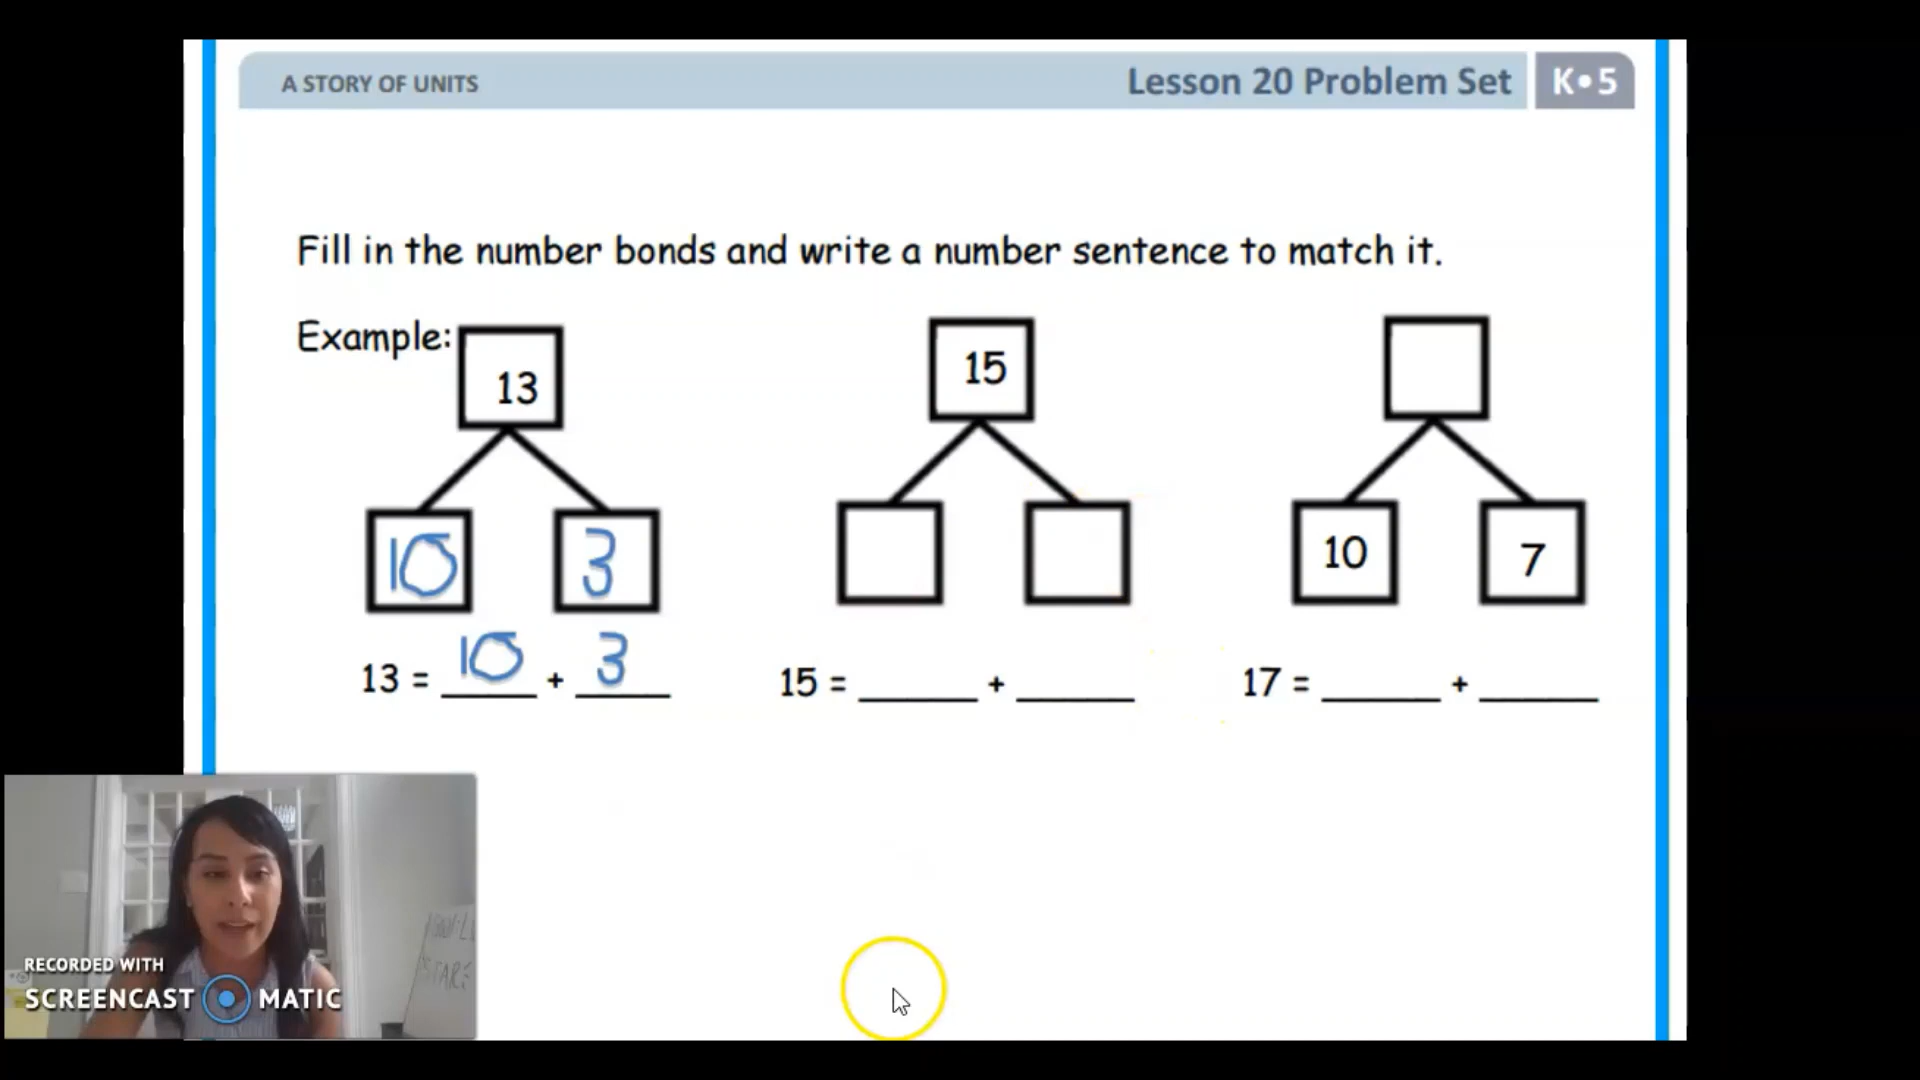 A STORY OF UNITS
Lesson 20 Problem Set K•5
Fill in the number bonds and write a number sentence to match it.
Example:
13
15
10
3
10
7
13 = 10 + 3
15 = ______ + ______
17 = ______ + ______
RECORDED WITH
SCREENCAST MATIC